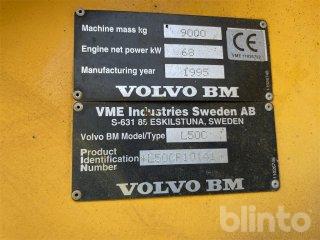 Machine mass kg 9000
Engine net power kW 68
Manufacturing year 1995
CE
VOLVO BM
VME Industries Sweden AB
S-631 85 ESKILSTUNA, SWEDEN
Volvo BM Model/Type L50C
Product
Identification
Number
VOLVO BM
blinto